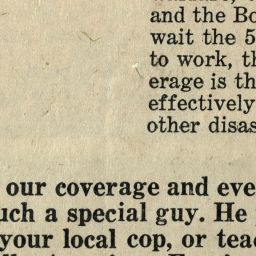 and the Bo
wait the 5
to work, th
erage is th
effectively
other disas
our coverage and eve
uch a special guy. He
your local cop, or tea